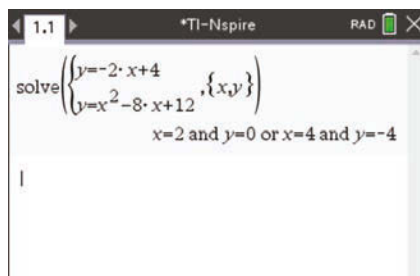 1.1 *TI-Nspire RAD
solve({y=-2·x+4
y=x²-8·x+12 ,{x,y})
x=2 and y=0 or x=4 and y=-4